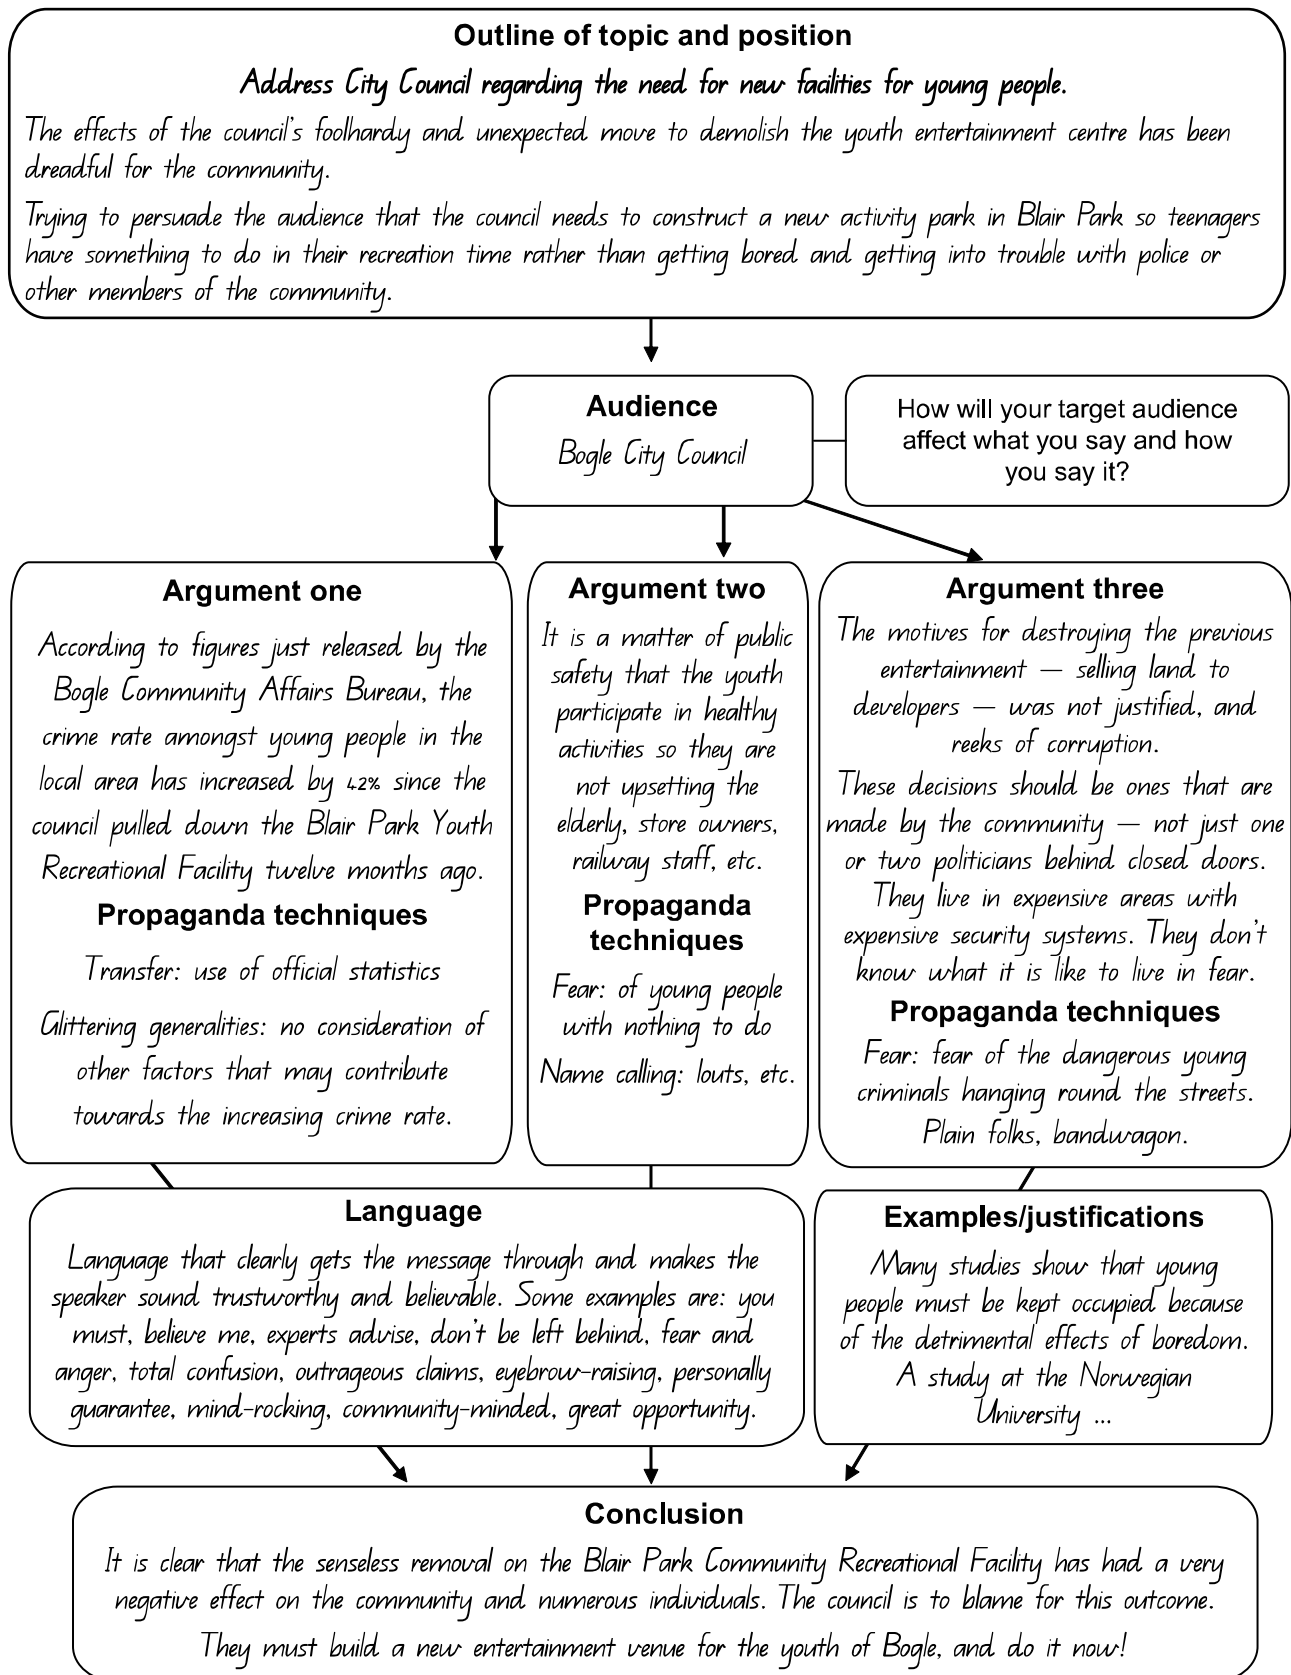 Outline of topic and position
Address City Council regarding the need for new facilities for young people.
The effects of the council's foolhardy and unexpected move to demolish the youth entertainment centre has been
dreadful for the community.
Trying to persuade the audience that the council needs to construct a new activity park in Blair Park so teenagers
have something to do in their recreation time rather than getting bored and getting into trouble with police or
other members of the community.
Audience
Bogle City Council
How will your target audience
affect what you say and how
you say it?
Argument one
According to figures just released by the
Bogle Community Affairs Bureau, the
crime rate amongst young people in the
local area has increased by 42% since the
council pulled down the Blair Park Youth
Recreational Facility twelve months ago.
Propaganda techniques
Transfer: use of official statistics
Glittering generalities: no consideration of
other factors that may contribute
towards the increasing crime rate.
Argument two
It is a matter of public
safety that the youth
participate in healthy
activities so they are
not upsetting the
elderly, store owners,
railway staff, etc.
Propaganda
techniques
Fear: of young people
with nothing to do
Name calling: louts, etc.
Argument three
The motives for destroying the previous
entertainment — selling land to
developers — was not justified, and
reeks of corruption.
These decisions should be ones that are
made by the community — not just one
or two politicians behind closed doors.
They live in expensive areas with
expensive security systems. They don't
know what it is like to live in fear.
Propaganda techniques
Fear: fear of the dangerous young
criminals hanging round the streets.
Plain folks, bandwagon.
Language
Language that clearly gets the message through and makes the
speaker sound trustworthy and believable. Some examples are: you
must, believe me, experts advise, don't be left behind, fear and
anger, total confusion, outrageous claims, eyebrow-raising, personally
guarantee, mind-rocking, community-minded, great opportunity.
Examples/justifications
Many studies show that young
people must be kept occupied because
of the detrimental effects of boredom.
A study at the Norwegian
University ...
Conclusion
It is clear that the senseless removal on the Blair Park Community Recreational Facility has had a very
negative effect on the community and numerous individuals. The council is to blame for this outcome.
They must build a new entertainment venue for the youth of Bogle, and do it now!